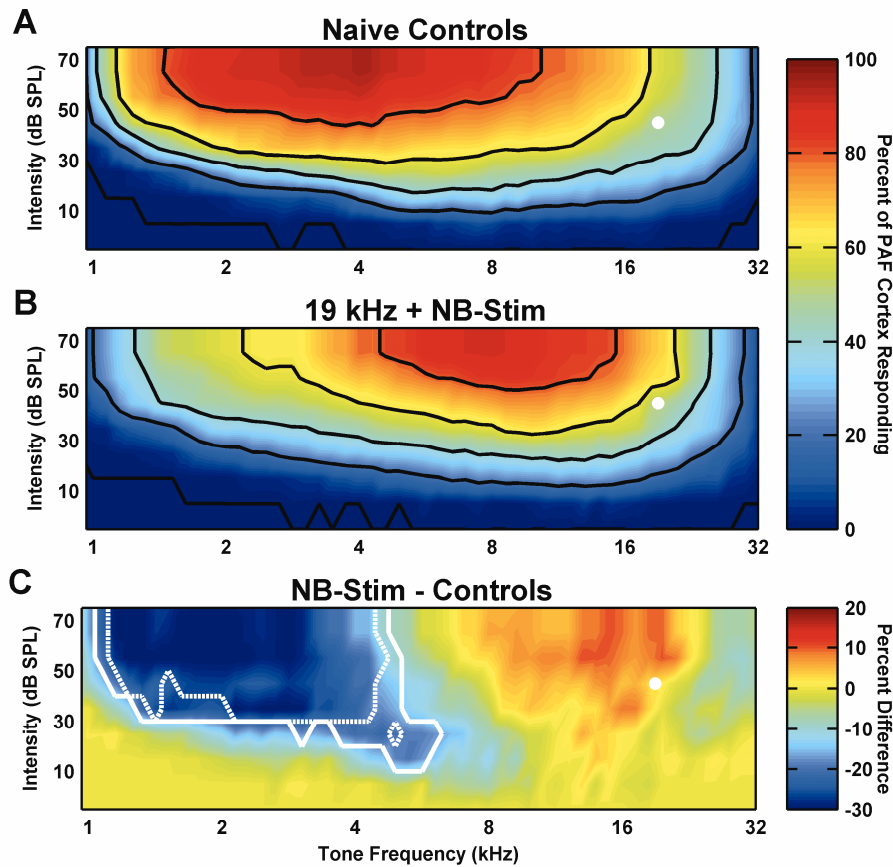 A
Naive Controls
Intensity (dB SPL)
70
50
30
10
1 2 4 8 16 32
B
19 kHz + NB-Stim
Intensity (dB SPL)
70
50
30
10
1 2 4 8 16 32
100
80
60
40
20
0
Percent of PAF Cortex Responding
C
NB-Stim - Controls
Intensity (dB SPL)
70
50
30
10
1 2 4 8 16 32
Tone Frequency (kHz)
20
10
0
-10
-20
-30
Percent Difference